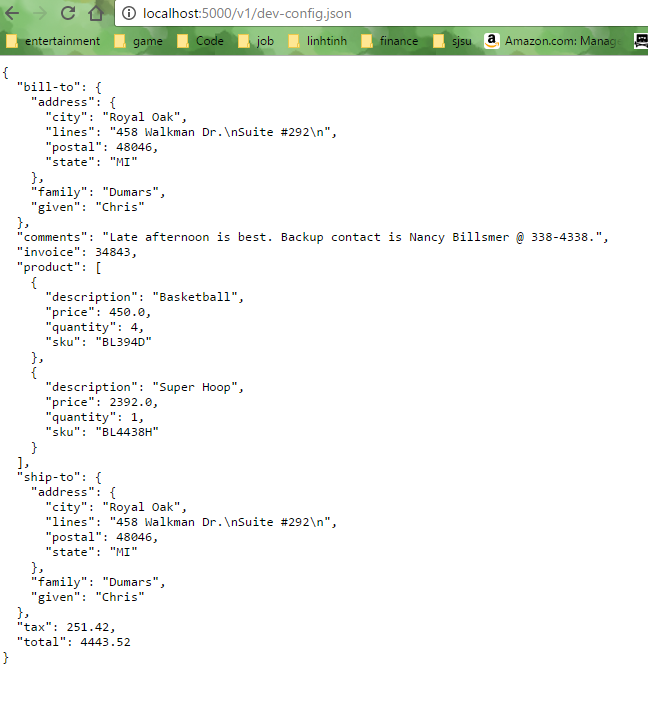 localhost:5000/v1/dev-config.json
entertainment game Code job linhtinh finance sjsu Amazon.com: Manage
{
  "bill-to": {
    "address": {
      "city": "Royal Oak",
      "lines": "458 Walkman Dr.\nSuite #292\n",
      "postal": 48046,
      "state": "MI"
    },
    "family": "Dumars",
    "given": "Chris"
  },
  "comments": "Late afternoon is best. Backup contact is Nancy Billsmer @ 338-4338.",
  "invoice": 34843,
  "product": [
    {
      "description": "Basketball",
      "price": 450.0,
      "quantity": 4,
      "sku": "BL394D"
    },
    {
      "description": "Super Hoop",
      "price": 2392.0,
      "quantity": 1,
      "sku": "BL4438H"
    }
  ],
  "ship-to": {
    "address": {
      "city": "Royal Oak",
      "lines": "458 Walkman Dr.\nSuite #292\n",
      "postal": 48046,
      "state": "MI"
    },
    "family": "Dumars",
    "given": "Chris"
  },
  "tax": 251.42,
  "total": 4443.52
}